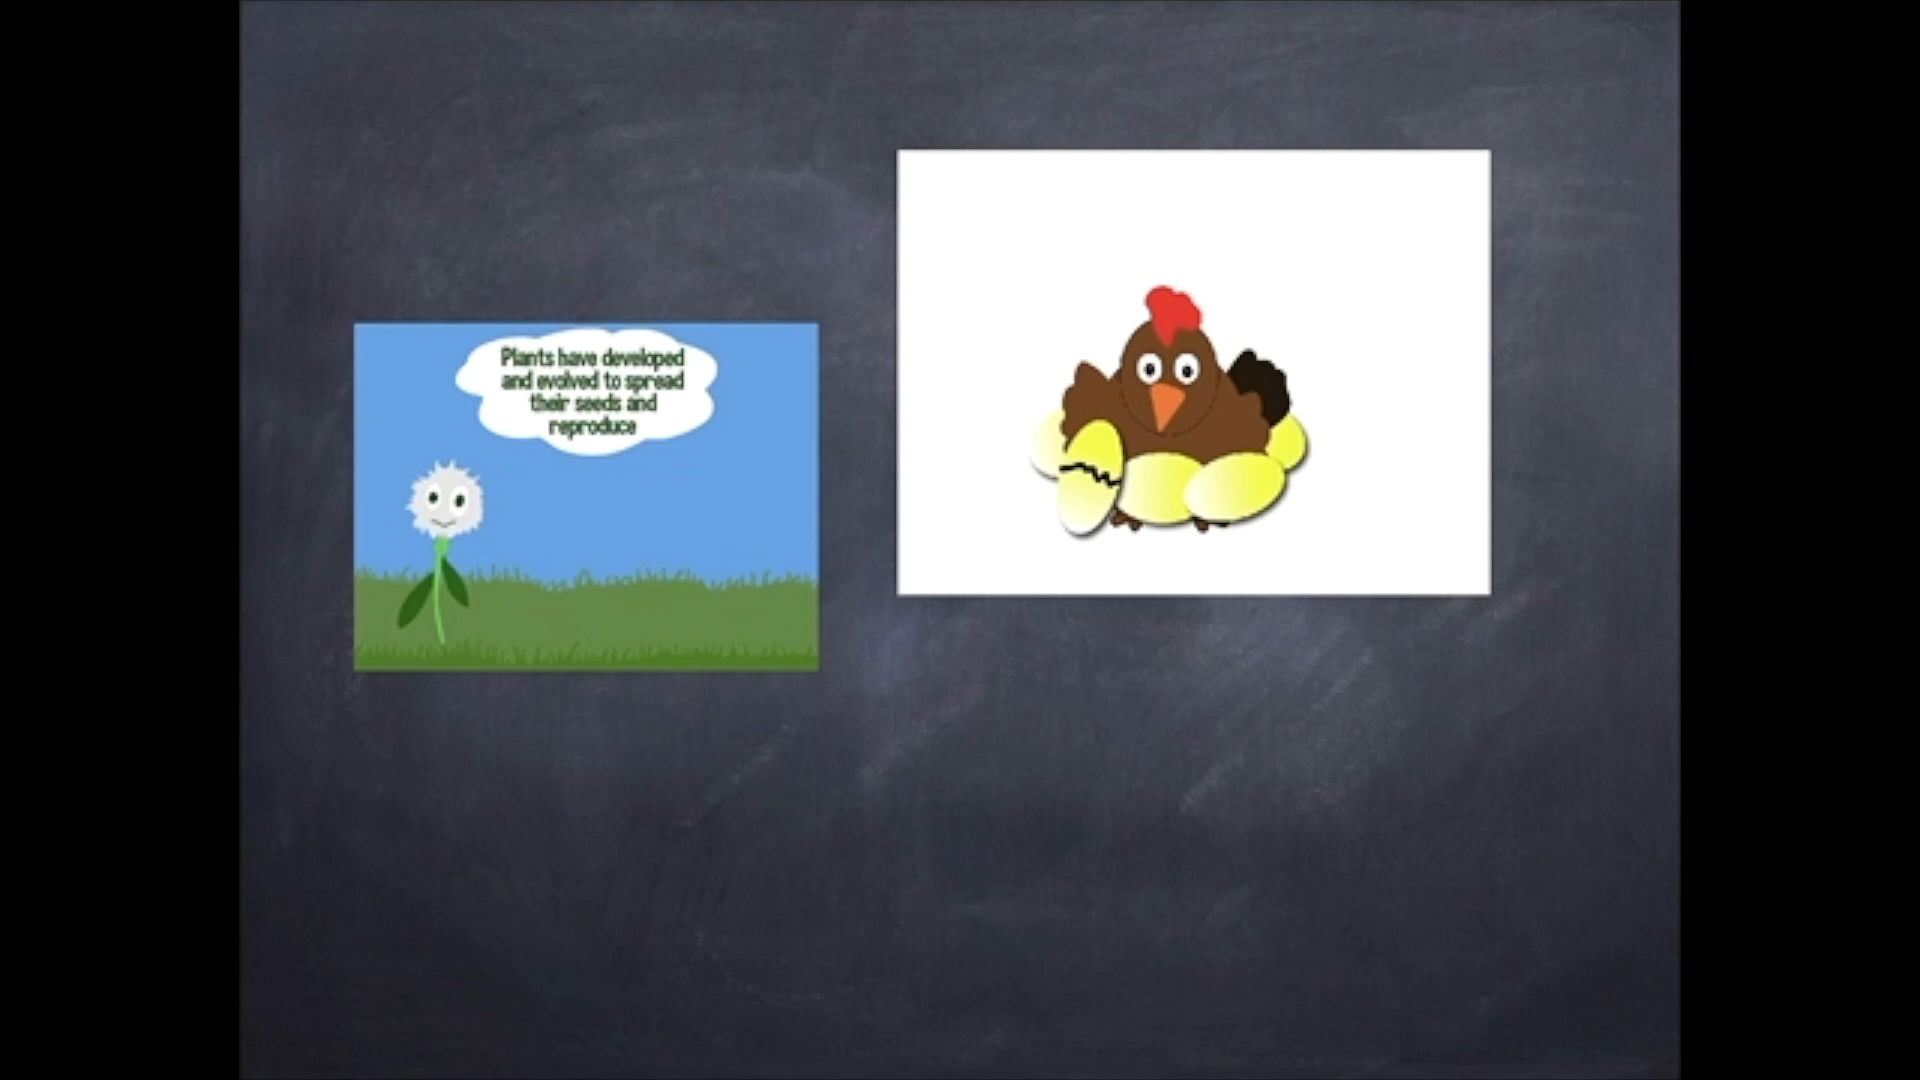 Plants have developed
and evolved to spread
their seeds and
reproduce